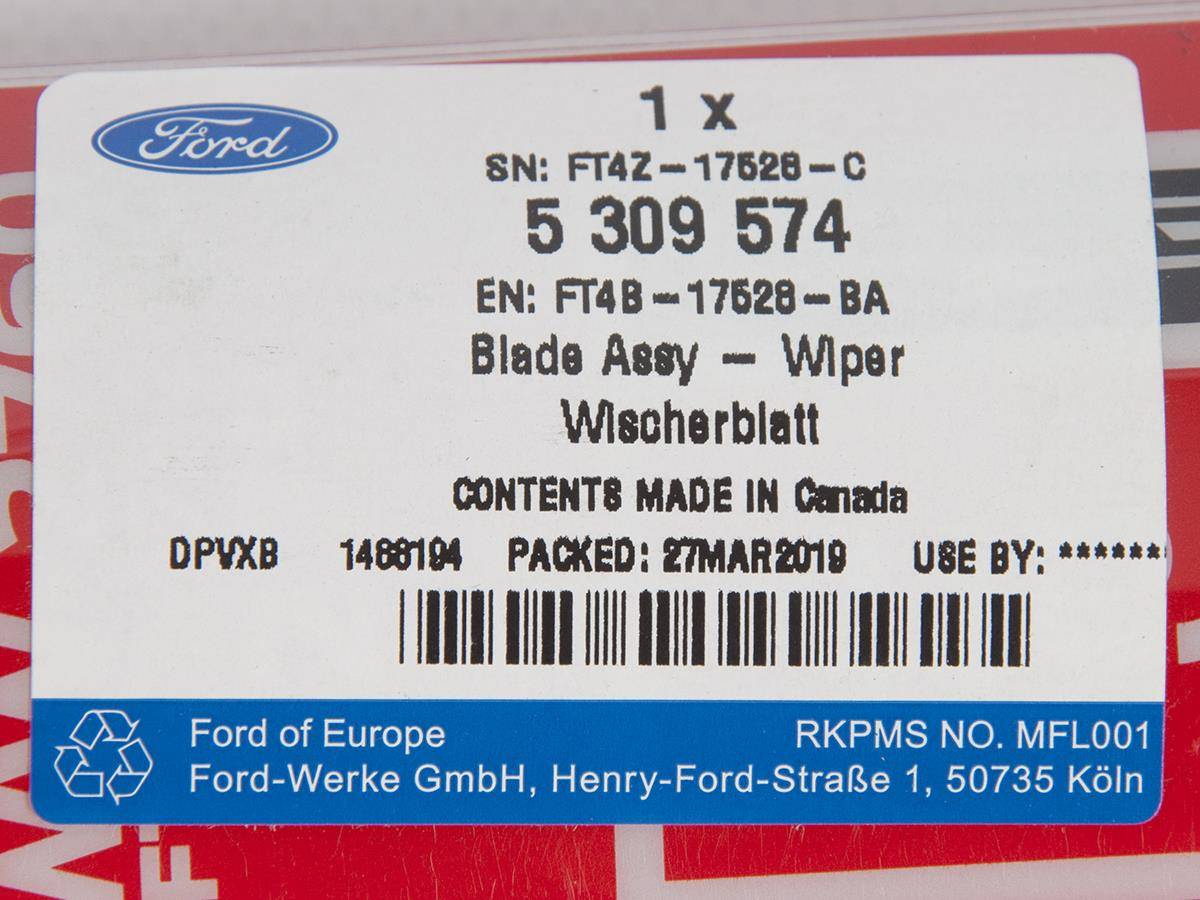 Ford
1 x
SN: FT4Z-17528-C
5 309 574
EN: FT4B-17528-BA
Blade Assy - Wiper
Wischerblatt
CONTENTS MADE IN Canada
DPVXB 1488194 PACKED: 27MAR2019 USE BY: ******
Ford of Europe RKPMS NO. MFL001
Ford-Werke GmbH, Henry-Ford-Straße 1, 50735 Köln